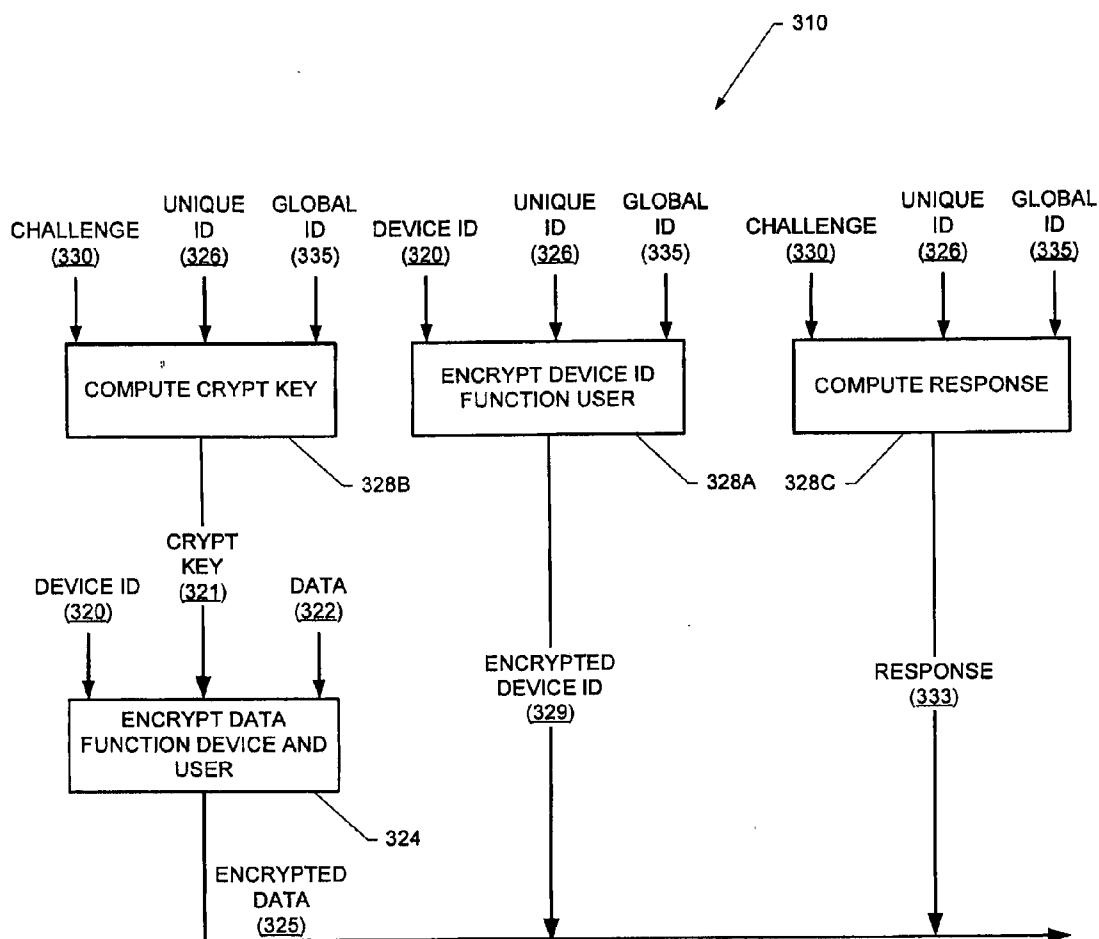 310
CHALLENGE
(330)
UNIQUE
ID
(326)
GLOBAL
ID
(335)
DEVICE ID
(320)
UNIQUE
ID
(326)
GLOBAL
ID
(335)
CHALLENGE
(330)
UNIQUE
ID
(326)
GLOBAL
ID
(335)
COMPUTE CRYPT KEY
ENCRYPT DEVICE ID
FUNCTION USER
COMPUTE RESPONSE
328B
328A
328C
CRYPT
KEY
(321)
DEVICE ID
(320)
DATA
(322)
ENCRYPTED
DEVICE ID
(329)
RESPONSE
(333)
ENCRYPT DATA
FUNCTION DEVICE AND
USER
324
ENCRYPTED
DATA
(325)